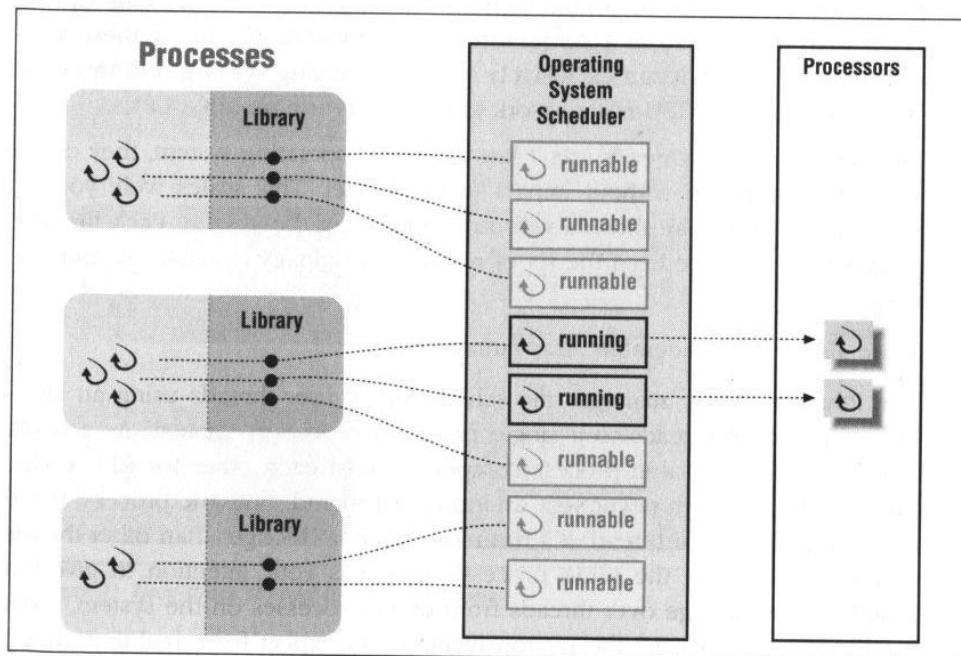 Processes
Library
Library
Library
Operating
System
Scheduler
runnable
runnable
runnable
running
running
runnable
runnable
runnable
Processors